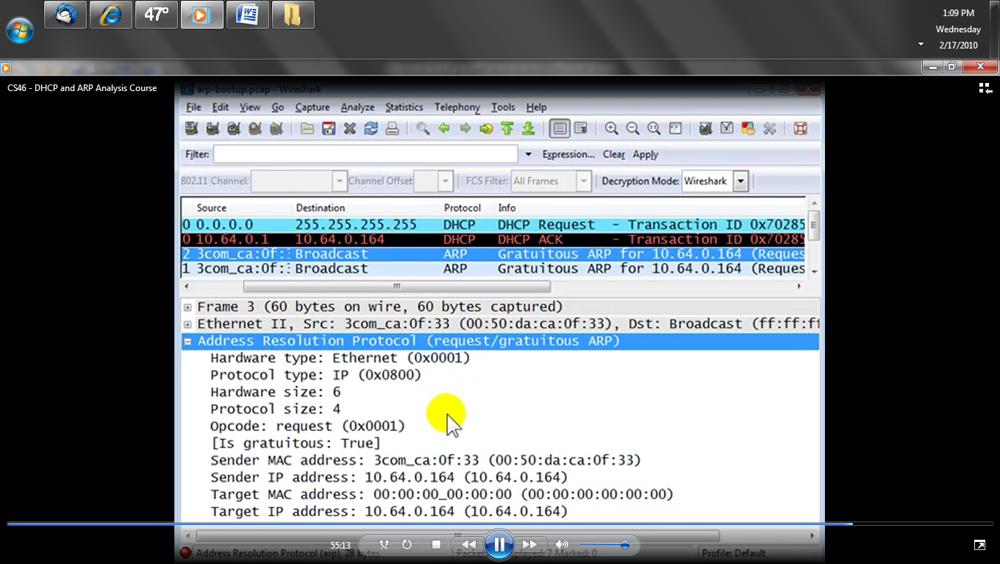 47°
1:09 PM
Wednesday
2/17/2010
CS46 - DHCP and ARP Analysis Course
arp-bootup.pcap - Wireshark
File Edit View Go Capture Analyze Statistics Telephony Tools Help
Filter: Expression... Clear Apply
802.11 Channel: Channel Offset: FCS Filter: All Frames Decryption Mode: Wireshark
Source Destination Protocol Info
0 0.0.0.0 255.255.255.255 DHCP DHCP Request - Transaction ID 0x70285
0 10.64.0.1 10.64.0.164 DHCP DHCP ACK - Transaction ID 0x70285
2 3com_ca:0f:3 Broadcast ARP Gratuitous ARP for 10.64.0.164 (Reques
1 3com_ca:0f:3 Broadcast ARP Gratuitous ARP for 10.64.0.164 (Reques
Frame 3 (60 bytes on wire, 60 bytes captured)
Ethernet II, Src: 3com_ca:0f:33 (00:50:da:ca:0f:33), Dst: Broadcast (ff:ff:ff
Address Resolution Protocol (request/gratuitous ARP)
Hardware type: Ethernet (0x0001)
Protocol type: IP (0x0800)
Hardware size: 6
Protocol size: 4
Opcode: request (0x0001)
[Is gratuitous: True]
Sender MAC address: 3com_ca:0f:33 (00:50:da:ca:0f:33)
Sender IP address: 10.64.0.164 (10.64.0.164)
Target MAC address: 00:00:00_00:00:00 (00:00:00:00:00:00)
Target IP address: 10.64.0.164 (10.64.0.164)
55:13
Address Resolution Protocol (arp), 28 bytes Displayed: 7 Marked: 0 Profile: Default